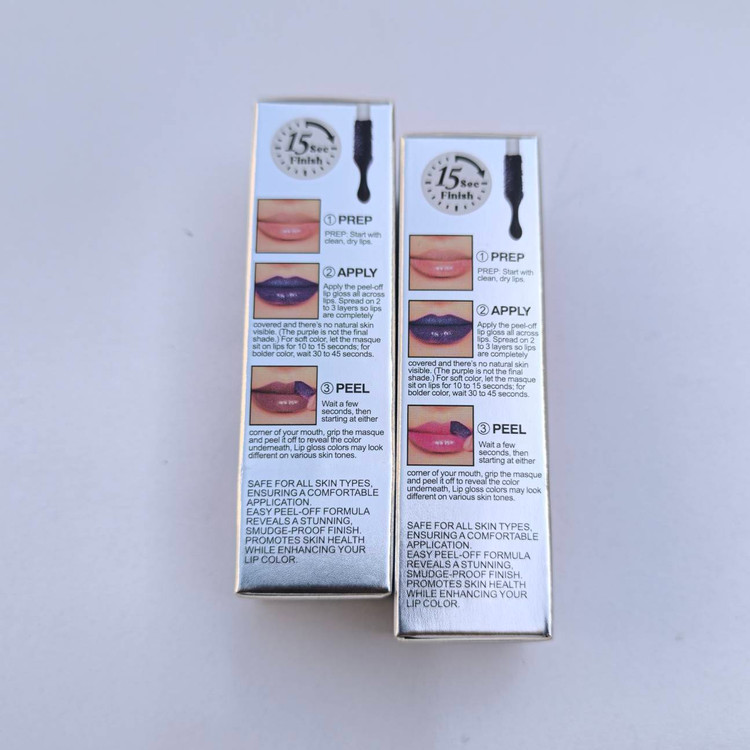 15 Sec
Finish
① PREP
PREP: Start with
clean, dry lips.
② APPLY
Apply the peel-off
lip gloss all across
lips. Spread on 2
to 3 layers so lips
are completely
covered and there's no natural skin
visible. (The purple is not the final
shade.) For soft color, let the masque
sit on lips for 10 to 15 seconds; for
bolder color, wait 30 to 45 seconds.
③ PEEL
Wait a few
seconds, then
starting at either
corner of your mouth, grip the masque
and peel it off to reveal the color
underneath, Lip gloss colors may look
different on various skin tones.
SAFE FOR ALL SKIN TYPES,
ENSURING A COMFORTABLE
APPLICATION.
EASY PEEL-OFF FORMULA
REVEALS A STUNNING,
SMUDGE-PROOF FINISH.
PROMOTES SKIN HEALTH
WHILE ENHANCING YOUR
LIP COLOR.
15 Sec
Finish
① PREP
PREP: Start with
clean, dry lips.
② APPLY
Apply the peel-off
lip gloss all across
lips. Spread on 2
to 3 layers so lips
are completely
covered and there's no natural skin
visible. (The purple is not the final
shade.) For soft color, let the masque
sit on lips for 10 to 15 seconds; for
bolder color, wait 30 to 45 seconds.
③ PEEL
Wait a few
seconds, then
starting at either
corner of your mouth, grip the masque
and peel it off to reveal the color
underneath, Lip gloss colors may look
different on various skin tones.
SAFE FOR ALL SKIN TYPES,
ENSURING A COMFORTABLE
APPLICATION.
EASY PEEL-OFF FORMULA
REVEALS A STUNNING,
SMUDGE-PROOF FINISH.
PROMOTES SKIN HEALTH
WHILE ENHANCING YOUR
LIP COLOR.